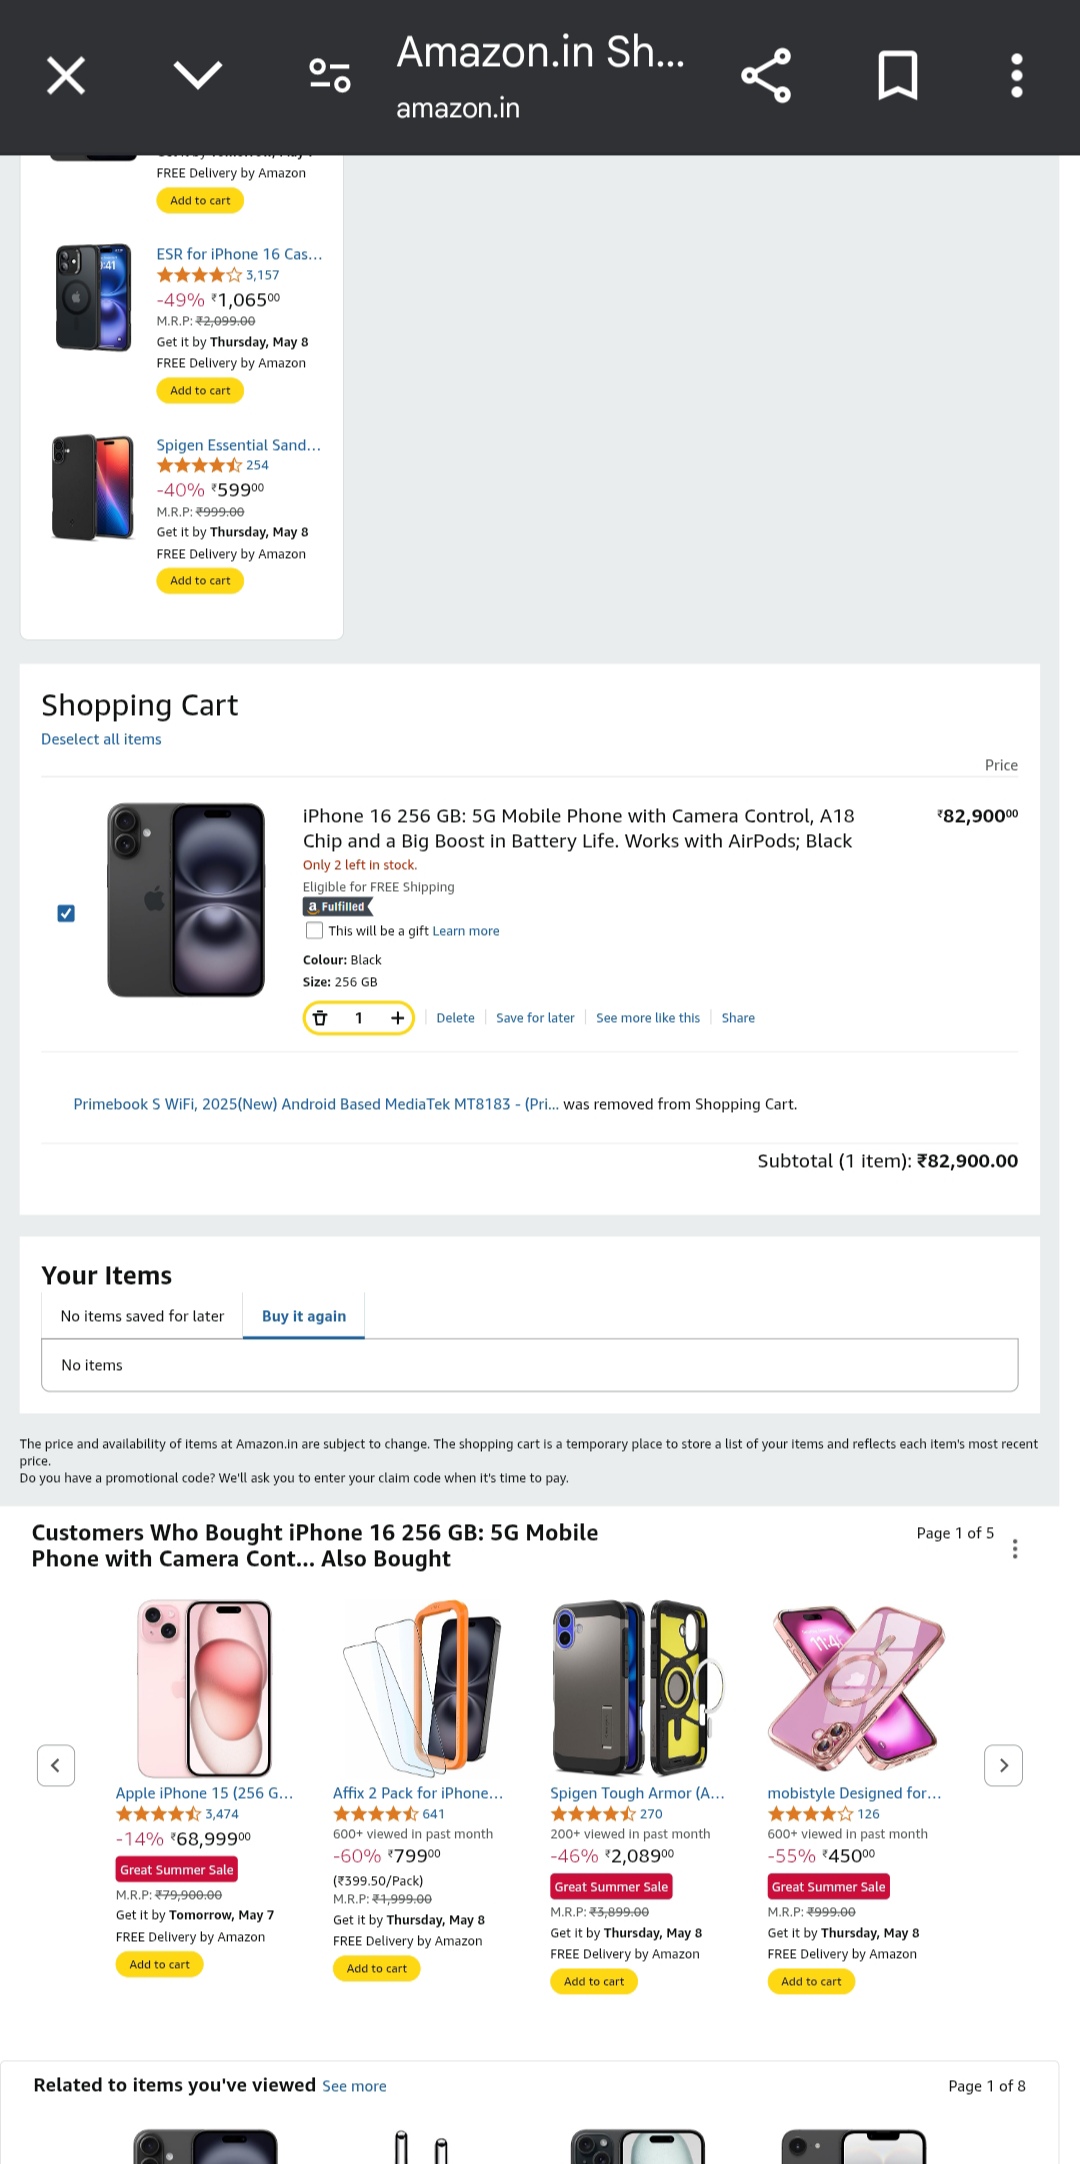 Amazon.in Sh...
amazon.in
FREE Delivery by Amazon
Add to cart
ESR for iPhone 16 Cas...
3,157
-49% ₹1,06500
M.R.P: ₹2,099.00
Get it by Thursday, May 8
FREE Delivery by Amazon
Add to cart
Spigen Essential Sand...
254
-40% ₹59900
M.R.P: ₹999.00
Get it by Thursday, May 8
FREE Delivery by Amazon
Add to cart
Shopping Cart
Deselect all items
Price
iPhone 16 256 GB: 5G Mobile Phone with Camera Control, A18
Chip and a Big Boost in Battery Life. Works with AirPods; Black
₹82,90000
Only 2 left in stock.
Eligible for FREE Shipping
a Fulfilled
This will be a gift Learn more
Colour: Black
Size: 256 GB
1 + Delete Save for later See more like this Share
Primebook S WiFi, 2025(New) Android Based MediaTek MT8183 - (Pri... was removed from Shopping Cart.
Subtotal (1 item): ₹82,900.00
Your Items
No items saved for later Buy it again
No items
The price and availability of items at Amazon.in are subject to change. The shopping cart is a temporary place to store a list of your items and reflects each item's most recent
price.
Do you have a promotional code? We'll ask you to enter your claim code when it's time to pay.
Customers Who Bought iPhone 16 256 GB: 5G Mobile
Phone with Camera Cont... Also Bought
Page 1 of 5
Apple iPhone 15 (256 G...
3,474
-14% ₹68,99900
Great Summer Sale
M.R.P: ₹79,900.00
Get it by Tomorrow, May 7
FREE Delivery by Amazon
Add to cart
Affix 2 Pack for iPhone...
641
600+ viewed in past month
-60% ₹79900
(₹399.50/Pack)
M.R.P: ₹1,999.00
Get it by Thursday, May 8
FREE Delivery by Amazon
Add to cart
Spigen Tough Armor (A...
270
200+ viewed in past month
-46% ₹2,08900
Great Summer Sale
M.R.P: ₹3,899.00
Get it by Thursday, May 8
FREE Delivery by Amazon
Add to cart
mobistyle Designed for...
126
600+ viewed in past month
-55% ₹45000
Great Summer Sale
M.R.P: ₹999.00
Get it by Thursday, May 8
FREE Delivery by Amazon
Add to cart
Related to items you've viewed See more
Page 1 of 8